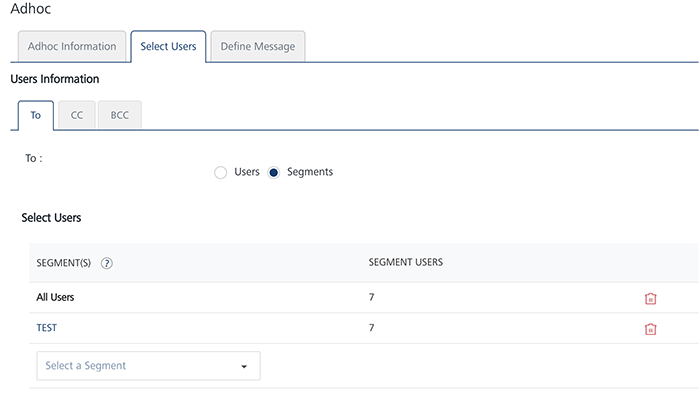 Adhoc
Adhoc Information Select Users Define Message
Users Information
To CC BCC
To :
Users Segments
Select Users
SEGMENT(S) ? SEGMENT USERS
All Users 7
TEST 7
Select a Segment